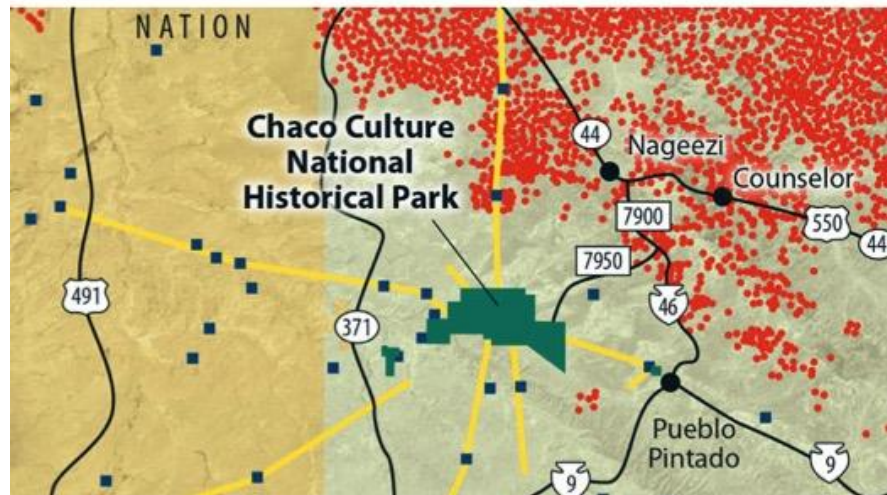 NATION
Chaco Culture
National
Historical Park
44
Nageezi
Counselor
7900
550
44
7950
491
46
371
Pueblo
Pintado
9
9